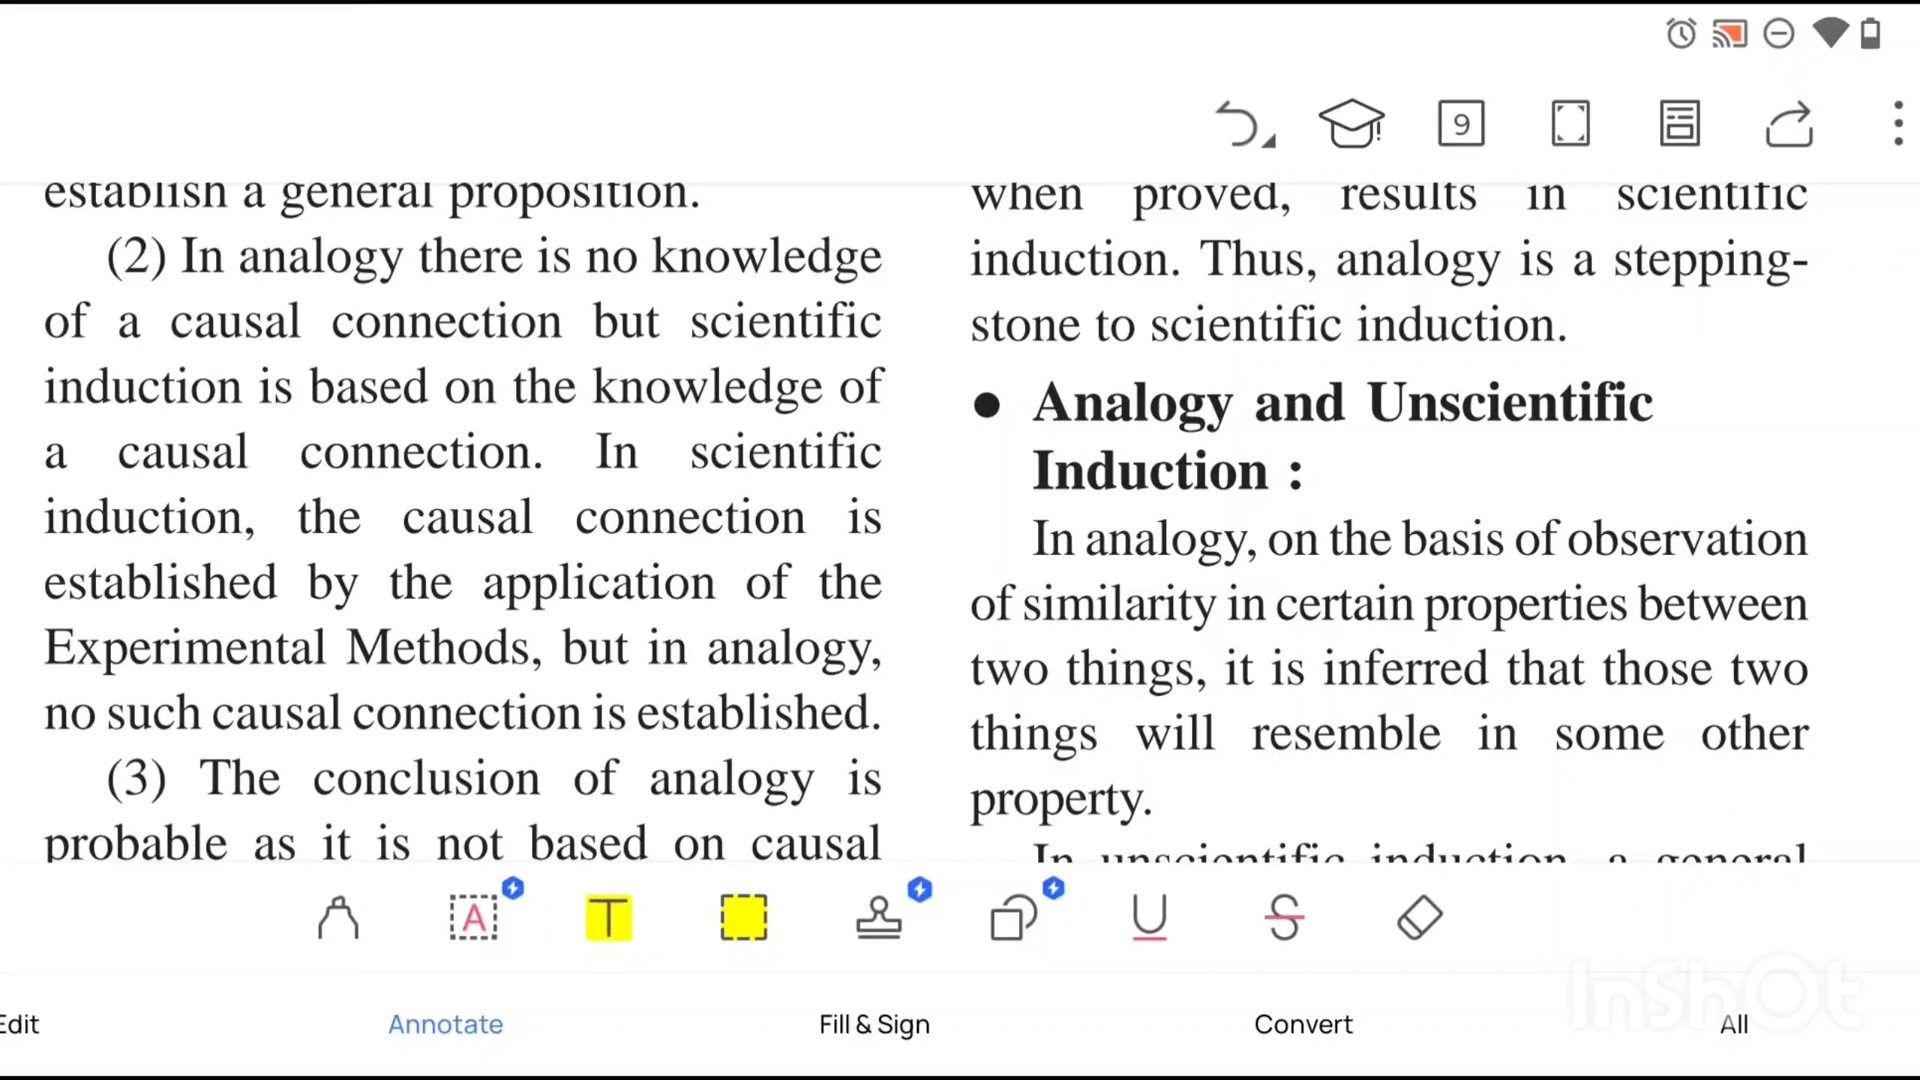 9
establish a general proposition.
(2) In analogy there is no knowledge
of a causal connection but scientific
induction is based on the knowledge of
a causal connection. In scientific
induction, the causal connection is
established by the application of the
Experimental Methods, but in analogy,
no such causal connection is established.
(3) The conclusion of analogy is
probable as it is not based on causal
when proved, results in scientific
induction. Thus, analogy is a stepping-
stone to scientific induction.
● Analogy and Unscientific
Induction :
In analogy, on the basis of observation
of similarity in certain properties between
two things, it is inferred that those two
things will resemble in some other
property.
In unscientific induction, a general
A T U S
Edit Annotate Fill & Sign Convert All
InShOt